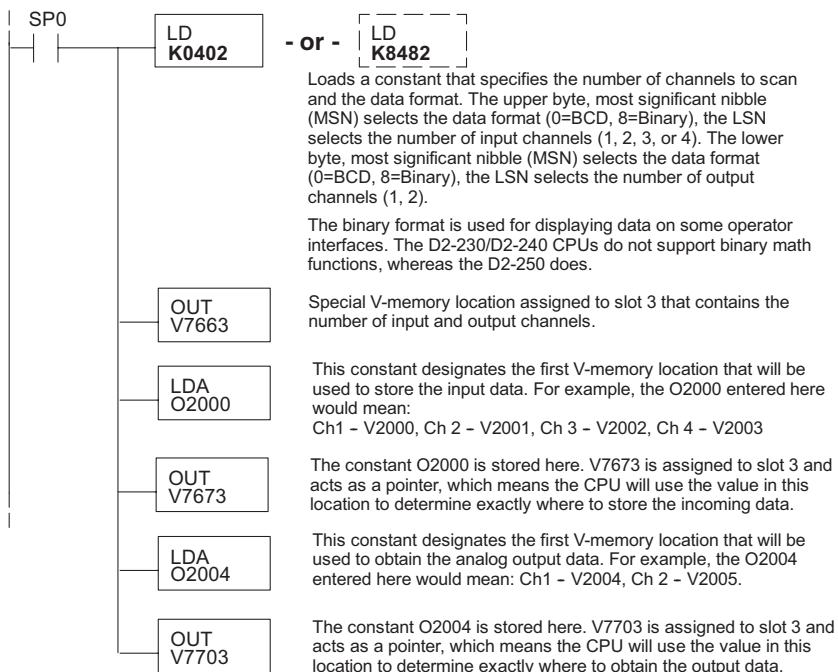 SP0
LD
K0402
- or -
LD
K8482
Loads a constant that specifies the number of channels to scan
and the data format. The upper byte, most significant nibble
(MSN) selects the data format (0=BCD, 8=Binary), the LSN
selects the number of input channels (1, 2, 3, or 4). The lower
byte, most significant nibble (MSN) selects the data format
(0=BCD, 8=Binary), the LSN selects the number of output
channels (1, 2).
The binary format is used for displaying data on some operator
interfaces. The D2-230/D2-240 CPUs do not support binary math
functions, whereas the D2-250 does.
OUT
V7663
Special V-memory location assigned to slot 3 that contains the
number of input and output channels.
LDA
O2000
This constant designates the first V-memory location that will be
used to store the input data. For example, the O2000 entered here
would mean:
Ch1 - V2000, Ch 2 - V2001, Ch 3 - V2002, Ch 4 - V2003
OUT
V7673
The constant O2000 is stored here. V7673 is assigned to slot 3 and
acts as a pointer, which means the CPU will use the value in this
location to determine exactly where to store the incoming data.
LDA
O2004
This constant designates the first V-memory location that will be
used to obtain the analog output data. For example, the O2004
entered here would mean: Ch1 - V2004, Ch 2 - V2005.
OUT
V7703
The constant O2004 is stored here. V7703 is assigned to slot 3 and
acts as a pointer, which means the CPU will use the value in this
location to determine exactly where to obtain the output data.